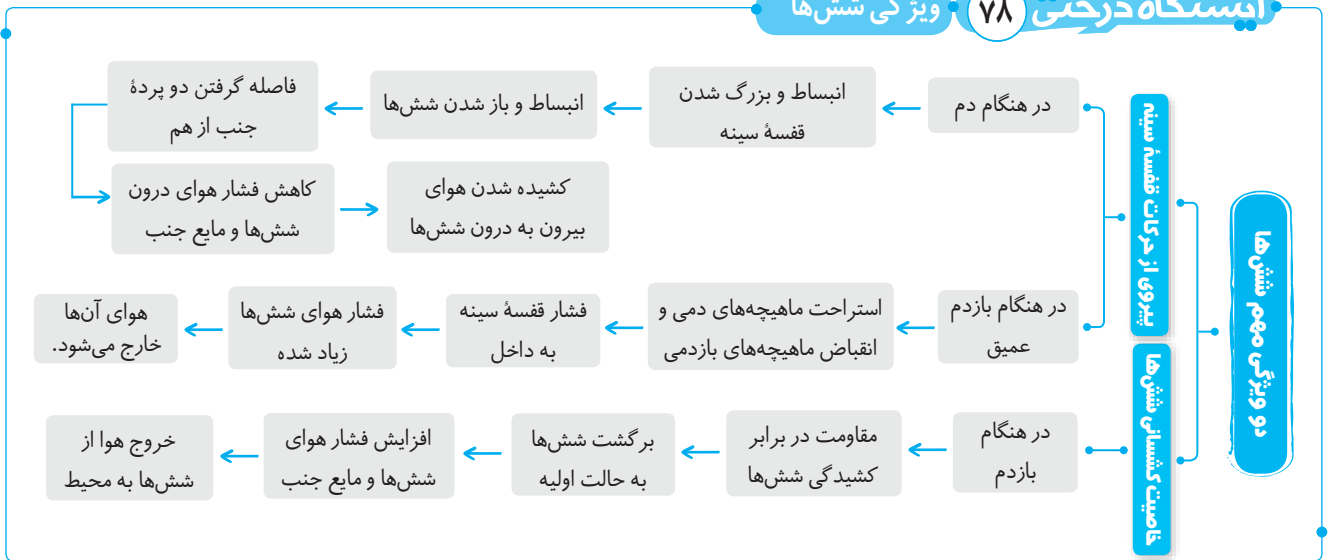 ایستگاه درختی ۷۸ ویژگی شش‌ها
دو ویژگی مهم شش‌ها
پیروی از حرکات قفسۀ سینه
در هنگام دم
انبساط و بزرگ شدن
قفسۀ سینه
انبساط و باز شدن شش‌ها
فاصله گرفتن دو پردۀ
جنب از هم
کاهش فشار هوای درون
شش‌ها و مایع جنب
کشیده شدن هوای
بیرون به درون شش‌ها
در هنگام بازدم
عمیق
استراحت ماهیچه‌های دمی و
انقباض ماهیچه‌های بازدمی
فشار قفسۀ سینه
به داخل
فشار هوای شش‌ها
زیاد شده
هوای آن‌ها
خارج می‌شود.
خاصیت کشسانی شش‌ها
در هنگام
بازدم
مقاومت در برابر
کشیدگی شش‌ها
برگشت شش‌ها
به حالت اولیه
افزایش فشار هوای
شش‌ها و مایع جنب
خروج هوا از
شش‌ها به محیط